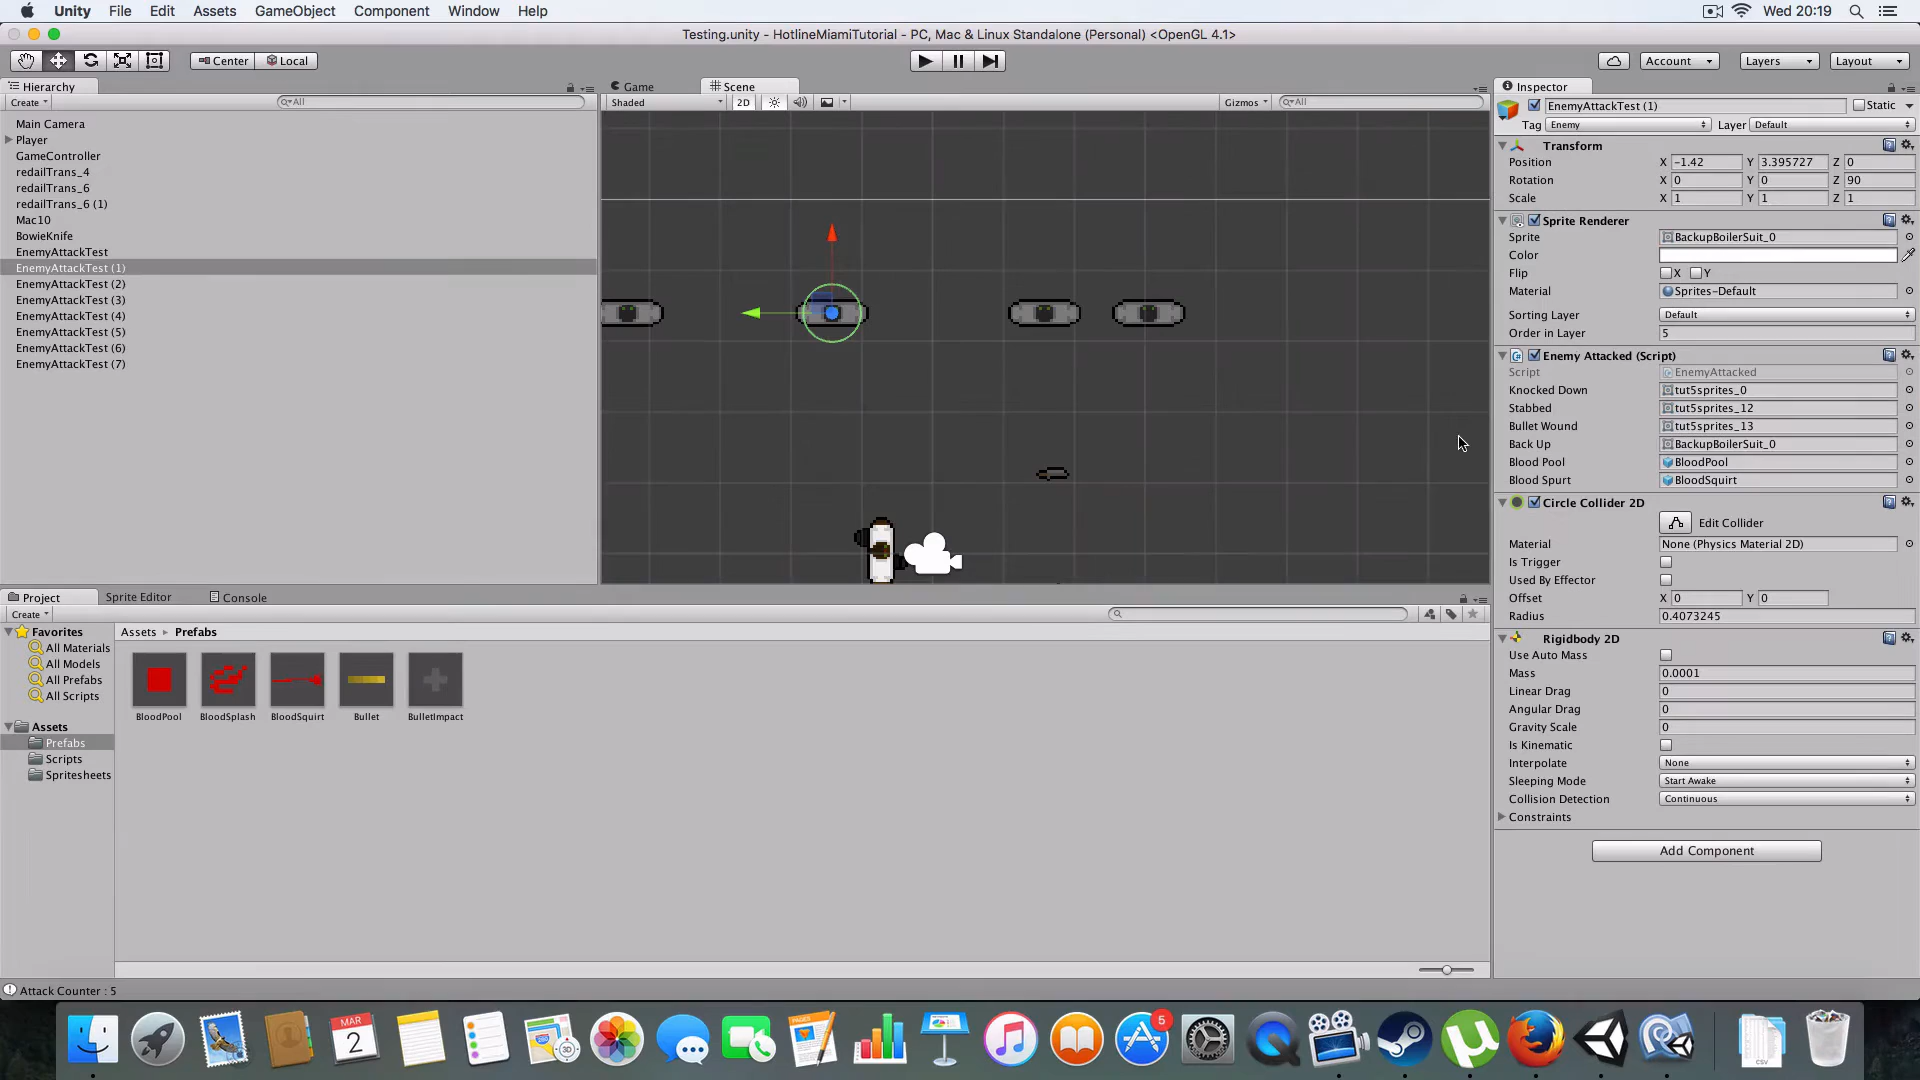 Unity File Edit Assets GameObject Component Window Help Wed 20:19
Testing.unity - HotlineMiamiTutorial - PC, Mac & Linux Standalone (Personal) <OpenGL 4.1>
Center Local Account Layers Layout
Hierarchy
Create All
Main Camera
Player
GameController
redailTrans_4
redailTrans_6
redailTrans_6 (1)
Mac10
BowieKnife
EnemyAttackTest
EnemyAttackTest (1)
EnemyAttackTest (2)
EnemyAttackTest (3)
EnemyAttackTest (4)
EnemyAttackTest (5)
EnemyAttackTest (6)
EnemyAttackTest (7)
Game Scene
Shaded 2D Gizmos All
Inspector
EnemyAttackTest (1) Static
Tag Enemy Layer Default
Transform
Position X -1.42 Y 3.395727 Z 0
Rotation X 0 Y 0 Z 90
Scale X 1 Y 1 Z 1
Sprite Renderer
Sprite BackupBoilerSuit_0
Color
Flip X Y
Material Sprites-Default
Sorting Layer Default
Order in Layer 5
Enemy Attacked (Script)
Script EnemyAttacked
Knocked Down tut5sprites_0
Stabbed tut5sprites_12
Bullet Wound tut5sprites_13
Back Up BackupBoilerSuit_0
Blood Pool BloodPool
Blood Spurt BloodSquirt
Circle Collider 2D
Edit Collider
Material None (Physics Material 2D)
Is Trigger
Used By Effector
Offset X 0 Y 0
Radius 0.4073245
Rigidbody 2D
Use Auto Mass
Mass 0.0001
Linear Drag 0
Angular Drag 0
Gravity Scale 0
Is Kinematic
Interpolate None
Sleeping Mode Start Awake
Collision Detection Continuous
Constraints
Add Component
Project Sprite Editor Console
Create
Favorites
All Materials
All Models
All Prefabs
All Scripts
Assets
Prefabs
Scripts
Spritesheets
Assets Prefabs
BloodPool BloodSplash BloodSquirt Bullet BulletImpact
Attack Counter : 5
MAR
2
3D
PAGES
5
CSV